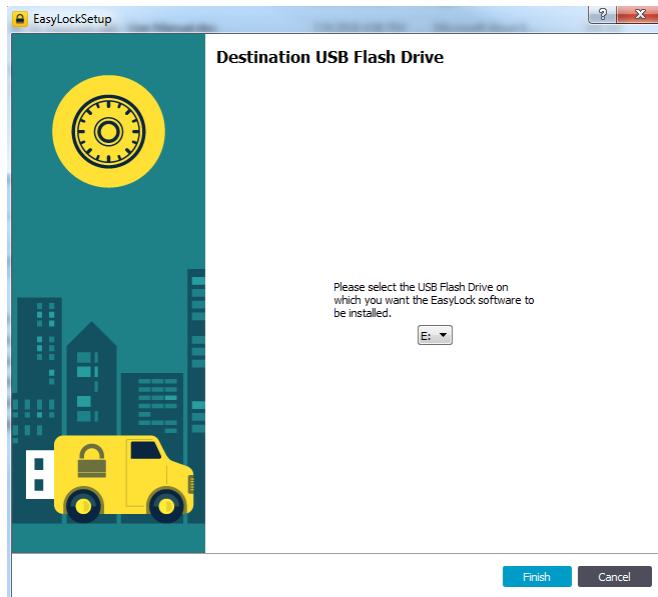 EasyLockSetup
Destination USB Flash Drive
Please select the USB Flash Drive on
which you want the EasyLock software to
be installed.
E:
Finish
Cancel